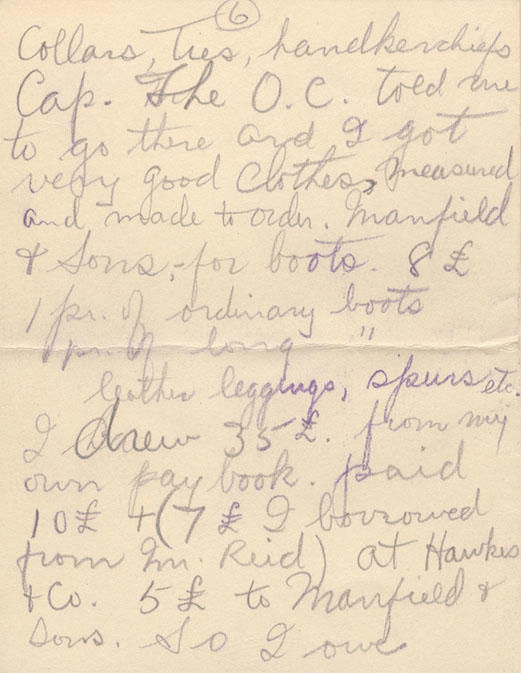 6
Collars, Ties, handkerchiefs
Cap. The O.C. told me
to go there and I got
very good clothes, measured
and made to order. Manfield
& Sons,-for boots. 8 £
1 pr. of ordinary boots
1 pr. of long "
leather leggings, spurs etc.
I drew 35 £. from my
own pay book. paid
10£ + (7 £ I borrowed
from Mr. Reid) at Hawkes
& Co. 5 £ to Manfield &
Sons. So I owe